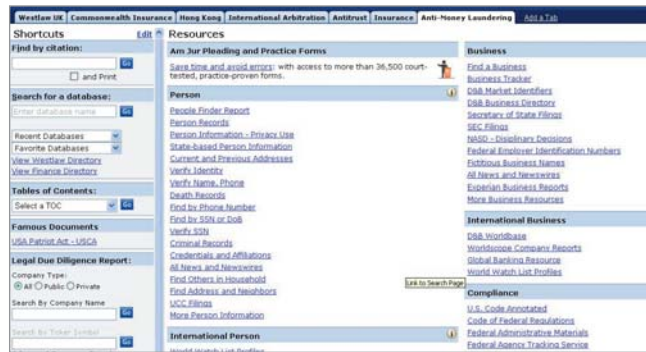 Westlaw UK Commonwealth Insurance Hong Kong International Arbitration Antitrust Insurance Anti-Money Laundering Add a Tab
Shortcuts Edit
Find by citation:
Go
and Print
Search for a database:
Enter database name Go
Recent Databases
Favorite Databases
View Westlaw Directory
View Finance Directory
Tables of Contents:
Select a TOC Go
Famous Documents
USA Patriot Act - USCA
Legal Due Diligence Report:
Company Type:
All Public Private
Search By Company Name
Go
Search By Ticker Symbol
Go
Resources
Am Jur Pleading and Practice Forms
Save time and avoid errors: with access to more than 36,500 court-
tested, practice-proven forms.
Person
People Finder Report
Person Records
Person Information - Privacy Use
State-based Person Information
Current and Previous Addresses
Verify Identity
Verify Name, Phone
Death Records
Find by Phone Number
Find by SSN or DoB
Verify SSN
Criminal Records
Credentials and Affiliations
All News and Newswires
Find Others in Household
Find Address and Neighbors
UCC Filings
More Person Information
Link to Search Page
International Person
World Watch List Profiles
Business
Find a Business
Business Tracker
D&B Market Identifiers
D&B Business Directory
Secretary of State Filings
SEC Filings
NASD - Disiplinary Decisions
Federal Employer Identification Numbers
Fictitious Business Names
All News and Newswires
Experian Business Reports
More Business Resources
International Business
D&B Worldbase
Worldscope Company Reports
Global Banking Resource
World Watch List Profiles
Compliance
U.S. Code Annotated
Code of Federal Regulations
Federal Administrative Materials
Federal Agency Tracking Service